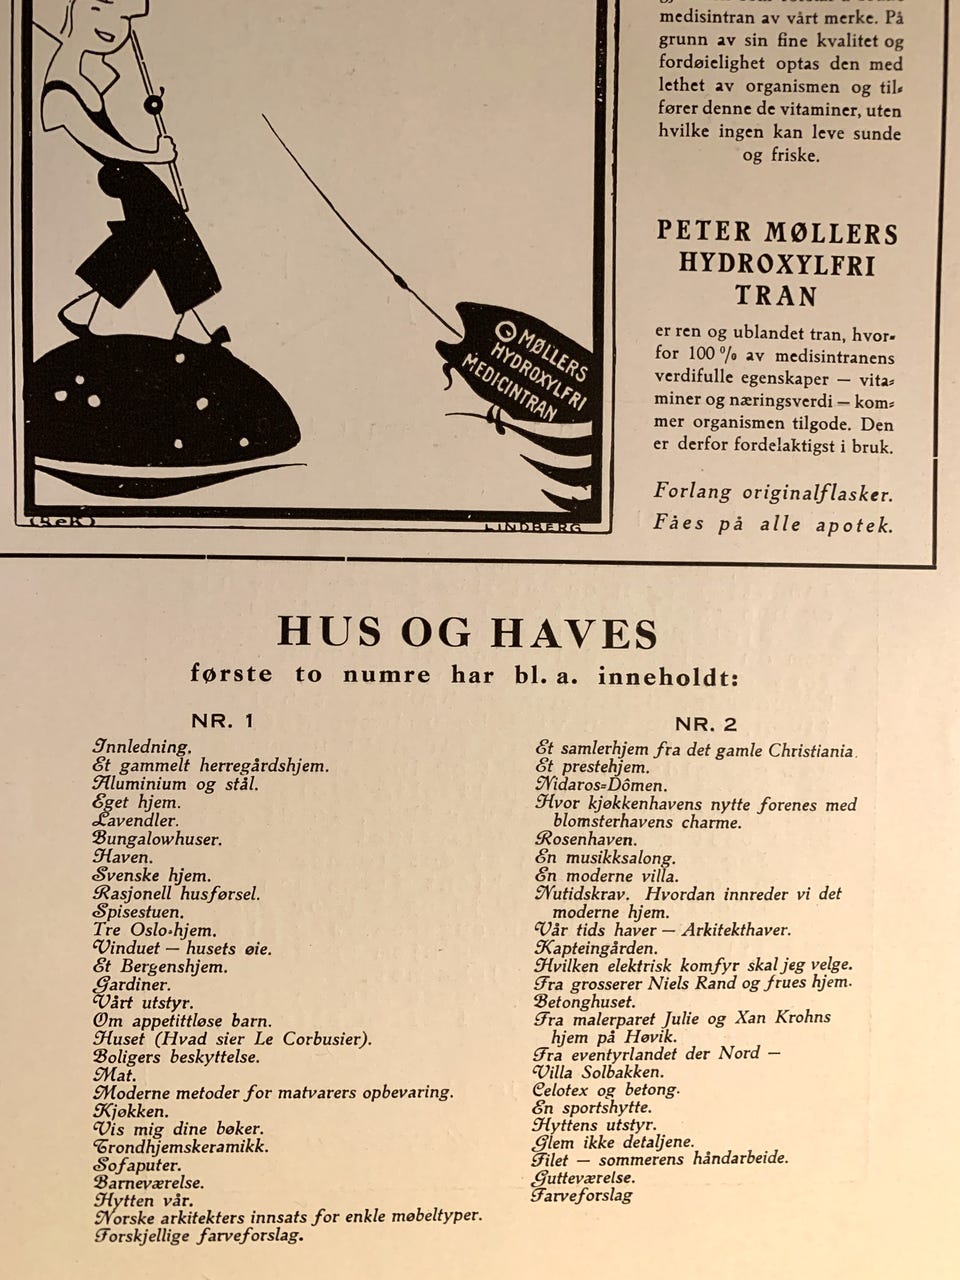 MØLLERS
HYDROXYLFRI
MEDICINTRAN
LINDBERG
medisintran av vårt merke. På
grunn av sin fine kvalitet og
fordøielighet optas den med
lethet av organismen og til-
fører denne de vitaminer, uten
hvilke ingen kan leve sunde
og friske.
PETER MØLLERS
HYDROXYLFRI
TRAN
er ren og ublandet tran, hvor-
for 100 % av medisintranens
verdifulle egenskaper — vita-
miner og næringsverdi — kom-
mer organismen tilgode. Den
er derfor fordelaktigst i bruk.
Forlang originalflasker.
Fåes på alle apotek.
HUS OG HAVES
første to numre har bl. a. inneholdt:
NR. 1
Innledning.
Et gammelt herregårdshjem.
Aluminium og stål.
Eget hjem.
Lavendler.
Bungalowhuser.
Haven.
Svenske hjem.
Rasjonell husførsel.
Spisestuen.
Tre Oslo-hjem.
Vinduet — husets øie.
Et Bergenshjem.
Gardiner.
Vårt utstyr.
Om appetittløse barn.
Huset (Hvad sier Le Corbusier).
Boligers beskyttelse.
Mat.
Moderne metoder for matvarers opbevaring.
Kjøkken.
Vis mig dine bøker.
Trondhjemskeramikk.
Sofaputer.
Barneværelse.
Hytten vår.
Norske arkitekters innsats for enkle møbeltyper.
Forskjellige farveforslag.
NR. 2
Et samlerhjem fra det gamle Christiania.
Et prestehjem.
Nidaros-Dômen.
Hvor kjøkkenhavens nytte forenes med
blomsterhavens charme.
Rosenhaven.
En musikksalong.
En moderne villa.
Nutidskrav. Hvordan innreder vi det
moderne hjem.
Vår tids haver — Arkitekthaver.
Kapteingården.
Hvilken elektrisk komfyr skal jeg velge.
Fra grosserer Niels Rand og frues hjem.
Betonghuset.
Fra malerparet Julie og Xan Krohns
hjem på Høvik.
Fra eventyrlandet der Nord —
Villa Solbakken.
Celotex og betong.
En sportshytte.
Hyttens utstyr.
Glem ikke detaljene.
Filet — sommerens håndarbeide.
Gutteværelse.
Farveforslag